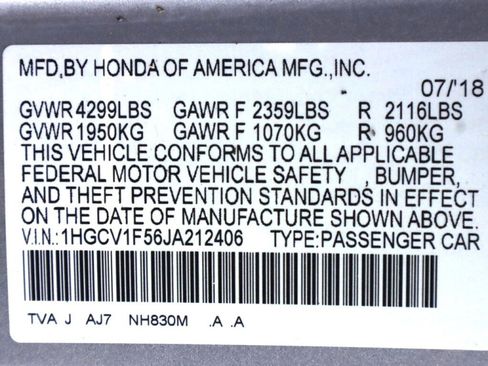 MFD,BY HONDA OF AMERICA MFG.,INC.
07/'18
GVWR 4299LBS GAWR F 2359LBS R 2116LBS
GVWR 1950KG GAWR F 1070KG R 960KG
THIS VEHICLE CONFORMS TO ALL APPLICABLE
FEDERAL MOTOR VEHICLE SAFETY , BUMPER,
AND THEFT PREVENTION STANDARDS IN EFFECT
ON THE DATE OF MANUFACTURE SHOWN ABOVE.
V.I.N.:1HGCV1F56JA212406 TYPE:PASSENGER CAR
TVA J AJ7 NH830M .A .A